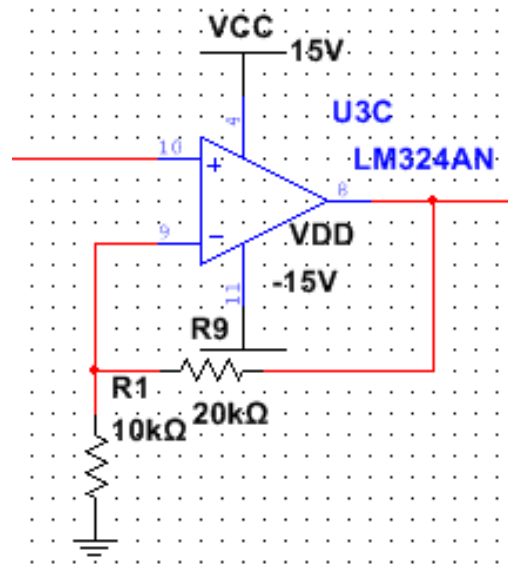 VCC
15V
4
U3C
10
LM324AN
+
8
9
VDD
-
-15V
11
R9
R1
20kΩ
10kΩ